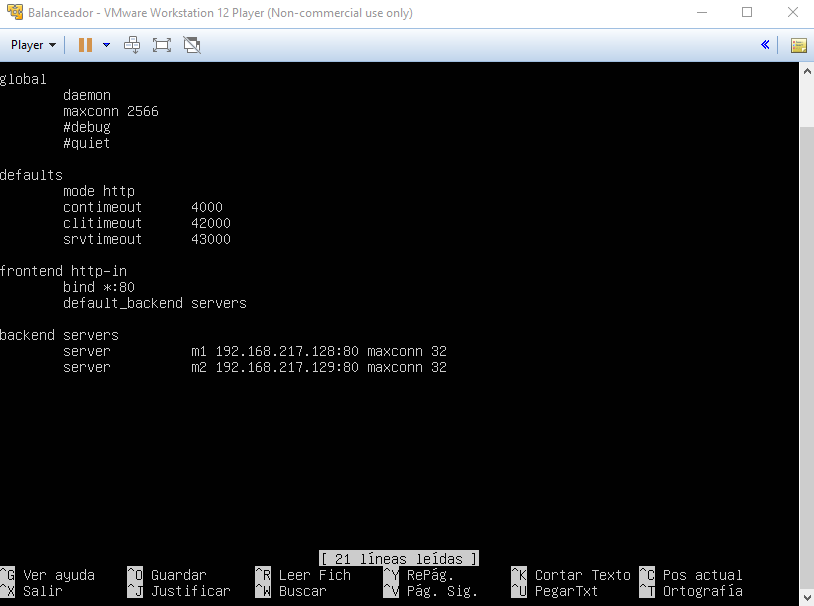 Balanceador - VMware Workstation 12 Player (Non-commercial use only)
Player
global
daemon
maxconn 2566
#debug
#quiet
defaults
mode http
contimeout 4000
clitimeout 42000
srvtimeout 43000
frontend http-in
bind *:80
default_backend servers
backend servers
server m1 192.168.217.128:80 maxconn 32
server m2 192.168.217.129:80 maxconn 32
[ 21 líneas leídas ]
^G Ver ayuda ^O Guardar ^R Leer Fich ^Y RePág. ^K Cortar Texto ^C Pos actual
^X Salir ^J Justificar ^W Buscar ^V Pág. Sig. ^U PegarTxt ^T Ortografía